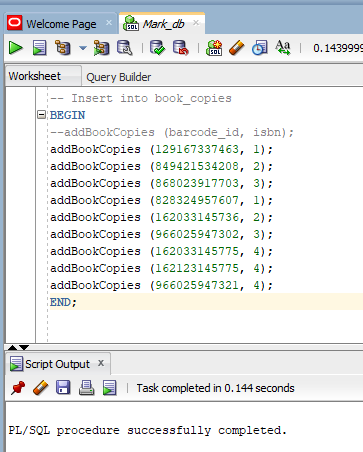 Welcome Page
Mark_db
0.1439999
Worksheet
Query Builder
-- Insert into book_copies
BEGIN
--addBookCopies (barcode_id, isbn);
addBookCopies (129167337463, 1);
addBookCopies (849421534208, 2);
addBookCopies (868023917703, 3);
addBookCopies (828324957607, 1);
addBookCopies (162033145736, 2);
addBookCopies (966025947302, 3);
addBookCopies (162033145775, 4);
addBookCopies (162123145775, 4);
addBookCopies (966025947321, 4);
END;
Script Output
Task completed in 0.144 seconds
PL/SQL procedure successfully completed.